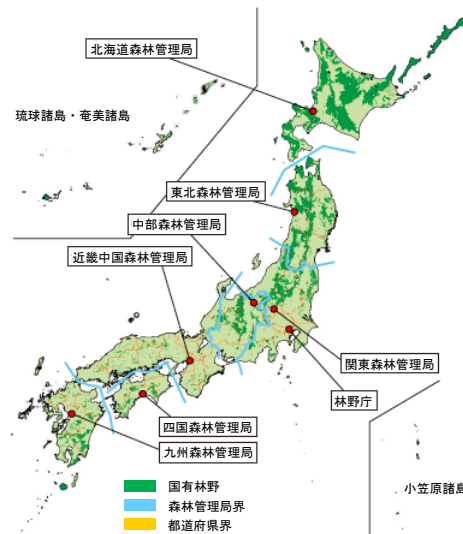 北海道森林管理局
琉球諸島・奄美諸島
東北森林管理局
中部森林管理局
近畿中国森林管理局
関東森林管理局
林野庁
四国森林管理局
九州森林管理局
小笠原諸島
国有林野
森林管理局界
都道府県界